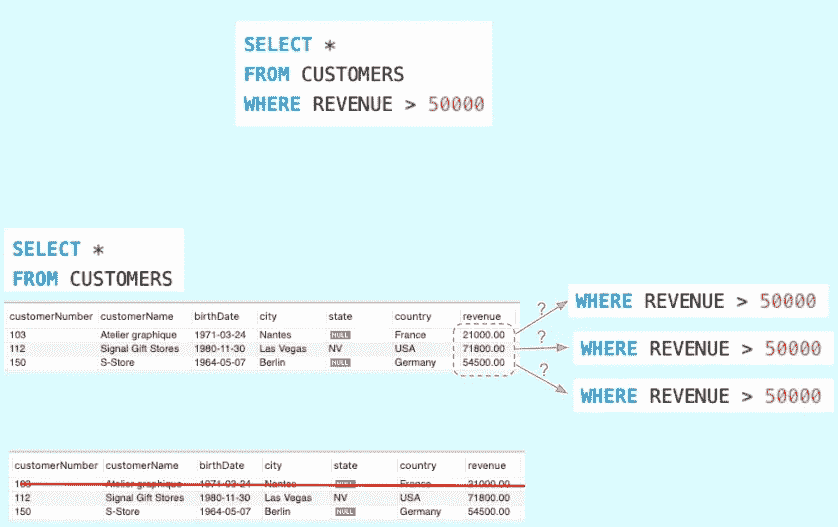 SELECT *
FROM CUSTOMERS
WHERE REVENUE > 50000
SELECT *
FROM CUSTOMERS
customerNumber customerName birthDate city state country revenue
103 Atelier graphique 1971-03-24 Nantes NULL France 21000.00
112 Signal Gift Stores 1980-11-30 Las Vegas NV USA 71800.00
150 S-Store 1964-05-07 Berlin NULL Germany 54500.00
?
WHERE REVENUE > 50000
?
WHERE REVENUE > 50000
?
WHERE REVENUE > 50000
customerNumber customerName birthDate city state country revenue
103 Atelier graphique 1971-03-24 Nantes NULL France 21000.00
112 Signal Gift Stores 1980-11-30 Las Vegas NV USA 71800.00
150 S-Store 1964-05-07 Berlin NULL Germany 54500.00